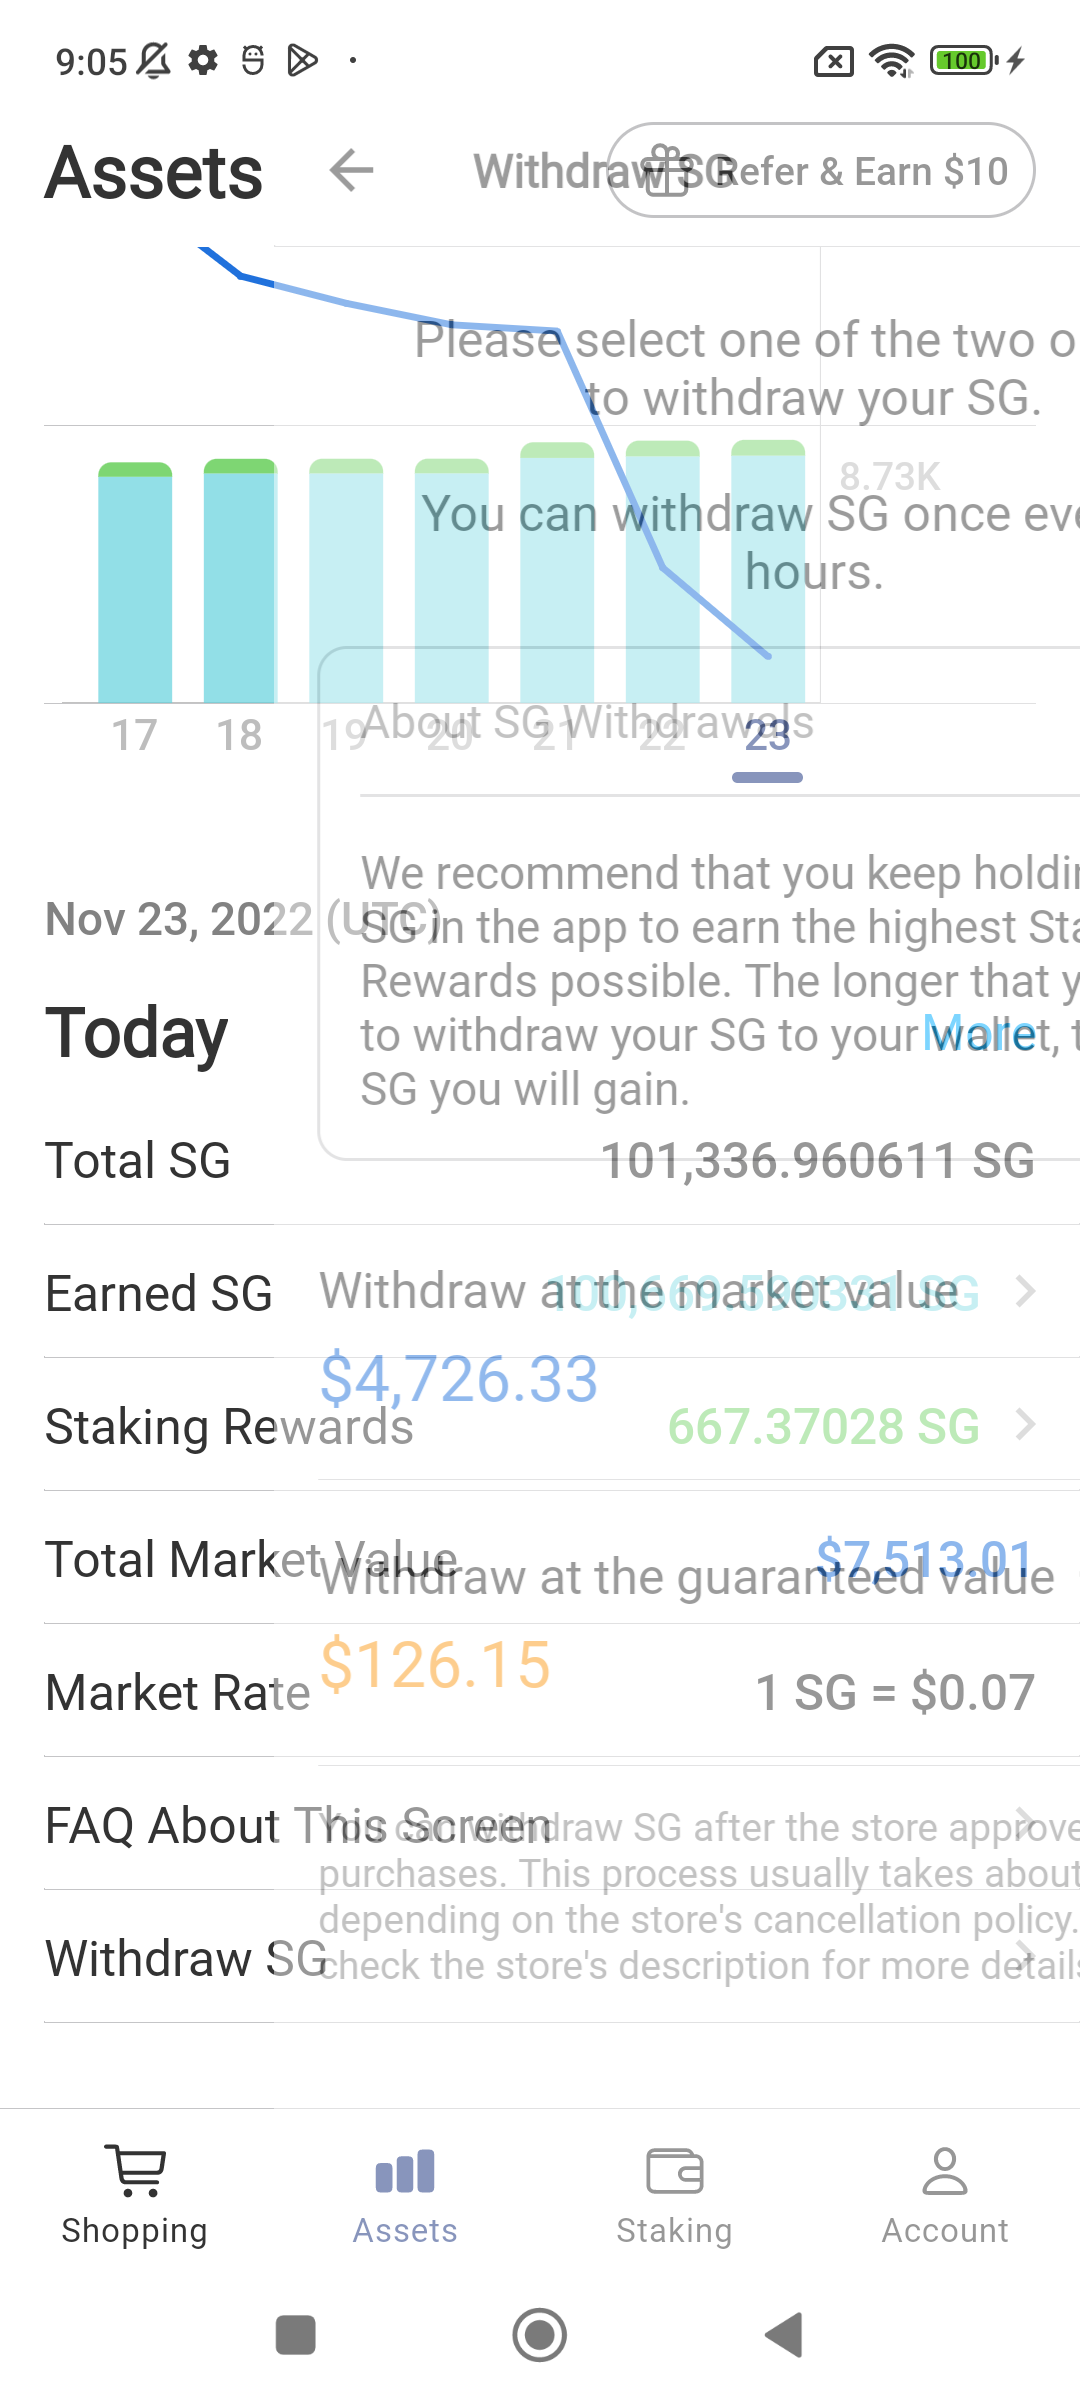 9:05
100
Assets
Withdraw SG
Refer & Earn $10
Please select one of the two o
to withdraw your SG.
8.73K
You can withdraw SG once eve
hours.
17 18 19 20 21 22 23
About SG Withdrawals
Nov 23, 2022 (UTC)
We recommend that you keep holdin
SG in the app to earn the highest Sta
Rewards possible. The longer that y
to withdraw your SG to your wallet, t
SG you will gain.
Today
More
Total SG
101,336.960611 SG
Earned SG
100,669.590331 SG
Withdraw at the market value
$4,726.33
Staking Rewards
667.37028 SG
Total Market Value
$7,513.01
Withdraw at the guaranteed value
$126.15
Market Rate
1 SG = $0.07
FAQ About This Screen
You can withdraw SG after the store approve
purchases. This process usually takes about
depending on the store's cancellation policy.
check the store's description for more details
Withdraw SG
Shopping
Assets
Staking
Account